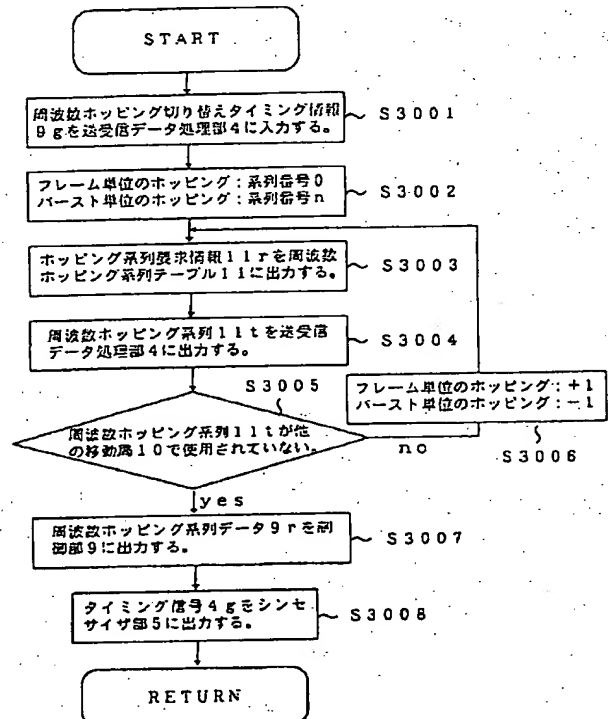 START
周波数ホッピング切り替えタイミング情報
9gを送受信データ処理部4に入力する。
S3001
フレーム単位のホッピング:系列番号0
バースト単位のホッピング:系列番号n
S3002
ホッピング系列要求情報11rを周波数
ホッピング系列テーブル11に出力する。
S3003
周波数ホッピング系列11tを送受信
データ処理部4に出力する。
S3004
S3005
周波数ホッピング系列11tが他
の移動局10で使用されていない。
no
フレーム単位のホッピング:+1
バースト単位のホッピング:-1
S3006
yes
周波数ホッピング系列データ9rを制
御部9に出力する。
S3007
タイミング信号4gをシンセ
サイザ部5に出力する。
S3008
RETURN